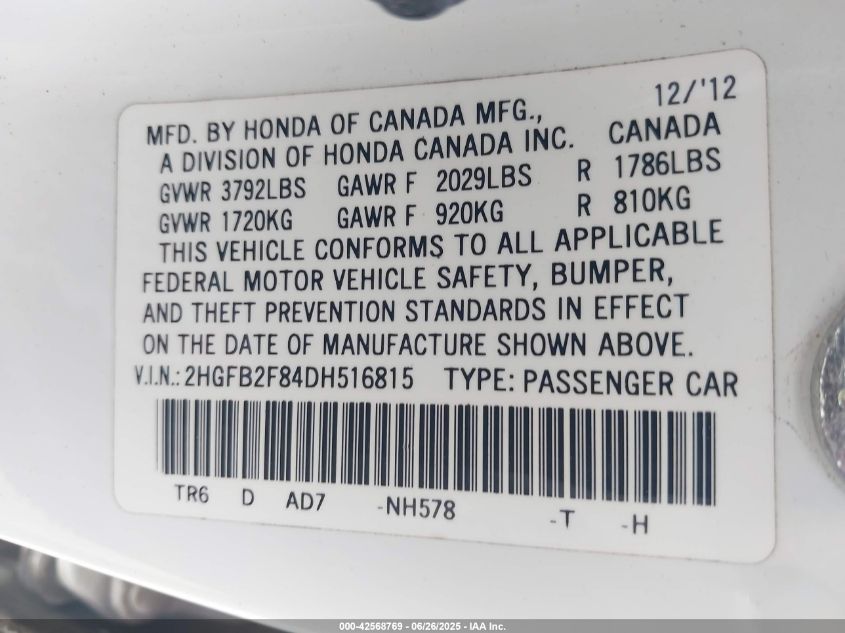 12/'12
MFD. BY HONDA OF CANADA MFG.,
A DIVISION OF HONDA CANADA INC. CANADA
GVWR 3792LBS GAWR F 2029LBS R 1786LBS
GVWR 1720KG GAWR F 920KG R 810KG
THIS VEHICLE CONFORMS TO ALL APPLICABLE
FEDERAL MOTOR VEHICLE SAFETY, BUMPER,
AND THEFT PREVENTION STANDARDS IN EFFECT
ON THE DATE OF MANUFACTURE SHOWN ABOVE.
V.I.N.: 2HGFB2F84DH516815 TYPE: PASSENGER CAR
TR6 D AD7 -NH578 -T -H
000-42568769 - 06/26/2025 - IAA Inc.